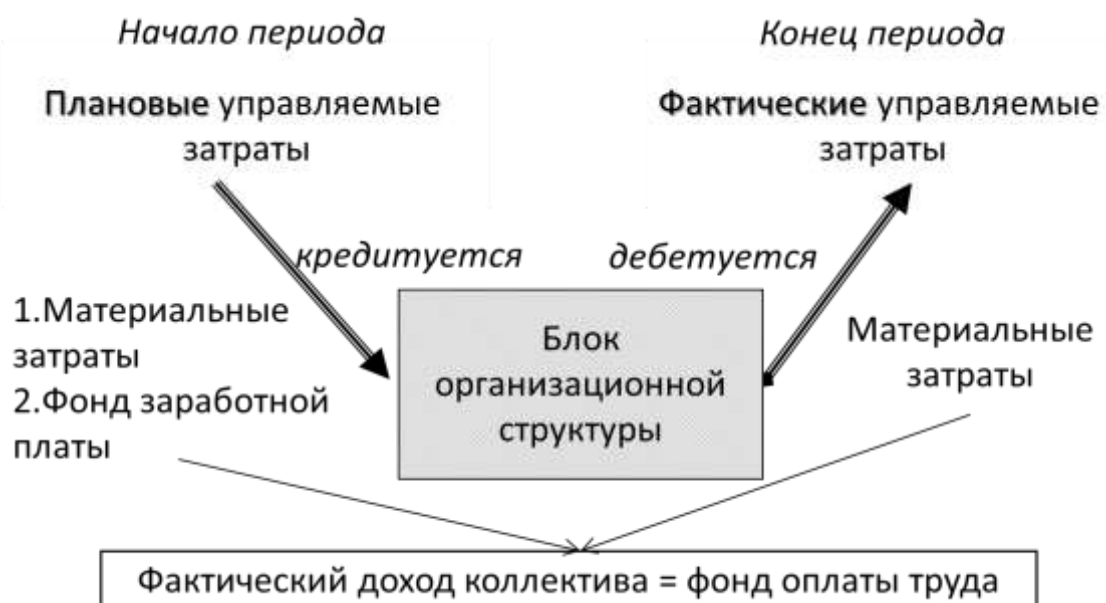 Начало периода
Конец периода
Плановые управляемые
затраты
Фактические управляемые
затраты
кредитуется
дебетуется
1.Материальные
затраты
2.Фонд заработной
платы
Блок
организационной
структуры
Материальные
затраты
Фактический доход коллектива = фонд оплаты труда